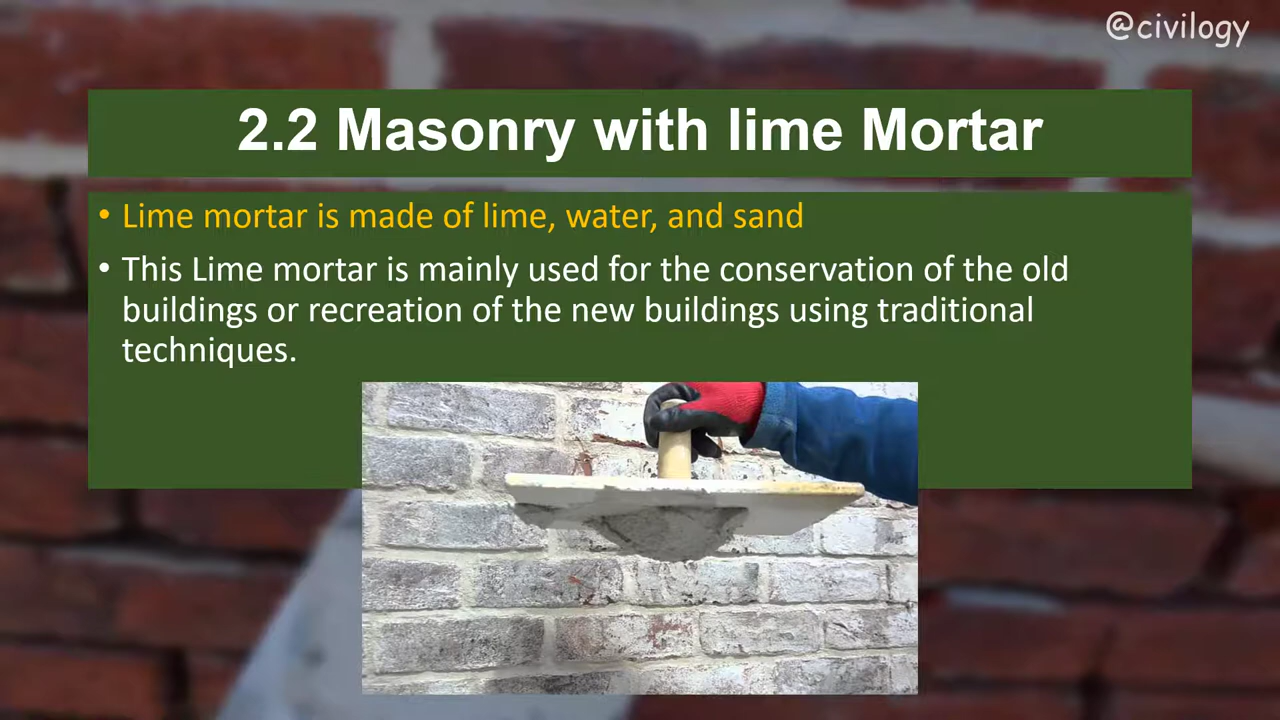 @civilogy
2.2 Masonry with lime Mortar
• Lime mortar is made of lime, water, and sand
• This Lime mortar is mainly used for the conservation of the old
buildings or recreation of the new buildings using traditional
techniques.